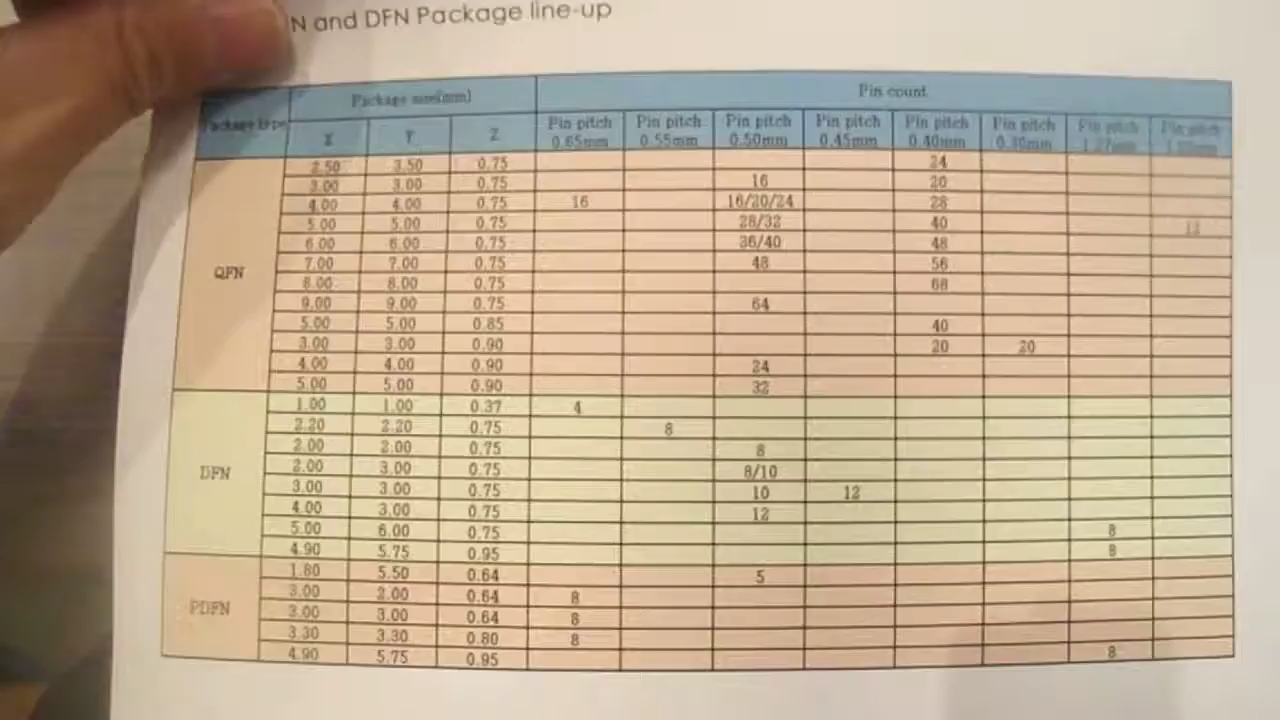 N and DFN Package line-up
Package type Package size(mm) Pin count
X Y Z Pin pitch 0.65mm Pin pitch 0.55mm Pin pitch 0.50mm Pin pitch 0.45mm Pin pitch 0.40mm Pin pitch 0.30mm Pin pitch 1.27mm Pin pitch
QFN
2.50 3.50 0.75 24
3.00 3.00 0.75 16 20
4.00 4.00 0.75 16 16/20/24 28
5.00 5.00 0.75 28/32 40
6.00 6.00 0.75 36/40 48
7.00 7.00 0.75 48 56
8.00 8.00 0.75 68
9.00 9.00 0.75 64
5.00 5.00 0.85 40
3.00 3.00 0.90 20 20
4.00 4.00 0.90 24
5.00 5.00 0.90 32
DFN
1.00 1.00 0.37 4
2.20 2.20 0.75 8
2.00 2.00 0.75 8
2.00 3.00 0.75 8/10
3.00 3.00 0.75 10 12
4.00 3.00 0.75 12
5.00 6.00 0.75 8
4.90 5.75 0.95 8
PDFN
1.80 5.50 0.64 5
3.00 2.00 0.64 8
3.00 3.00 0.64 8
3.30 3.30 0.80 8
4.90 5.75 0.95 8